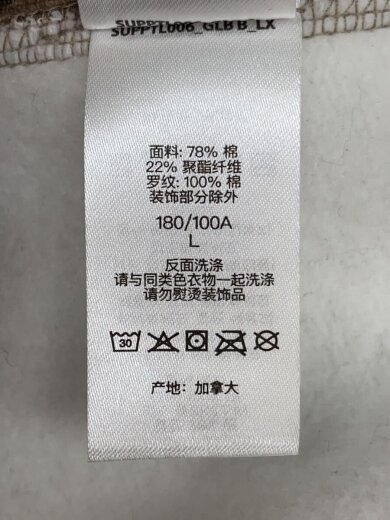 SUPPTL006_GLB B_LX
面料: 78% 棉
22% 聚酯纤维
罗纹: 100% 棉
装饰部分除外
180/100A
L
反面洗涤
请与同类色衣物一起洗涤
请勿熨烫装饰品
30
产地: 加拿大